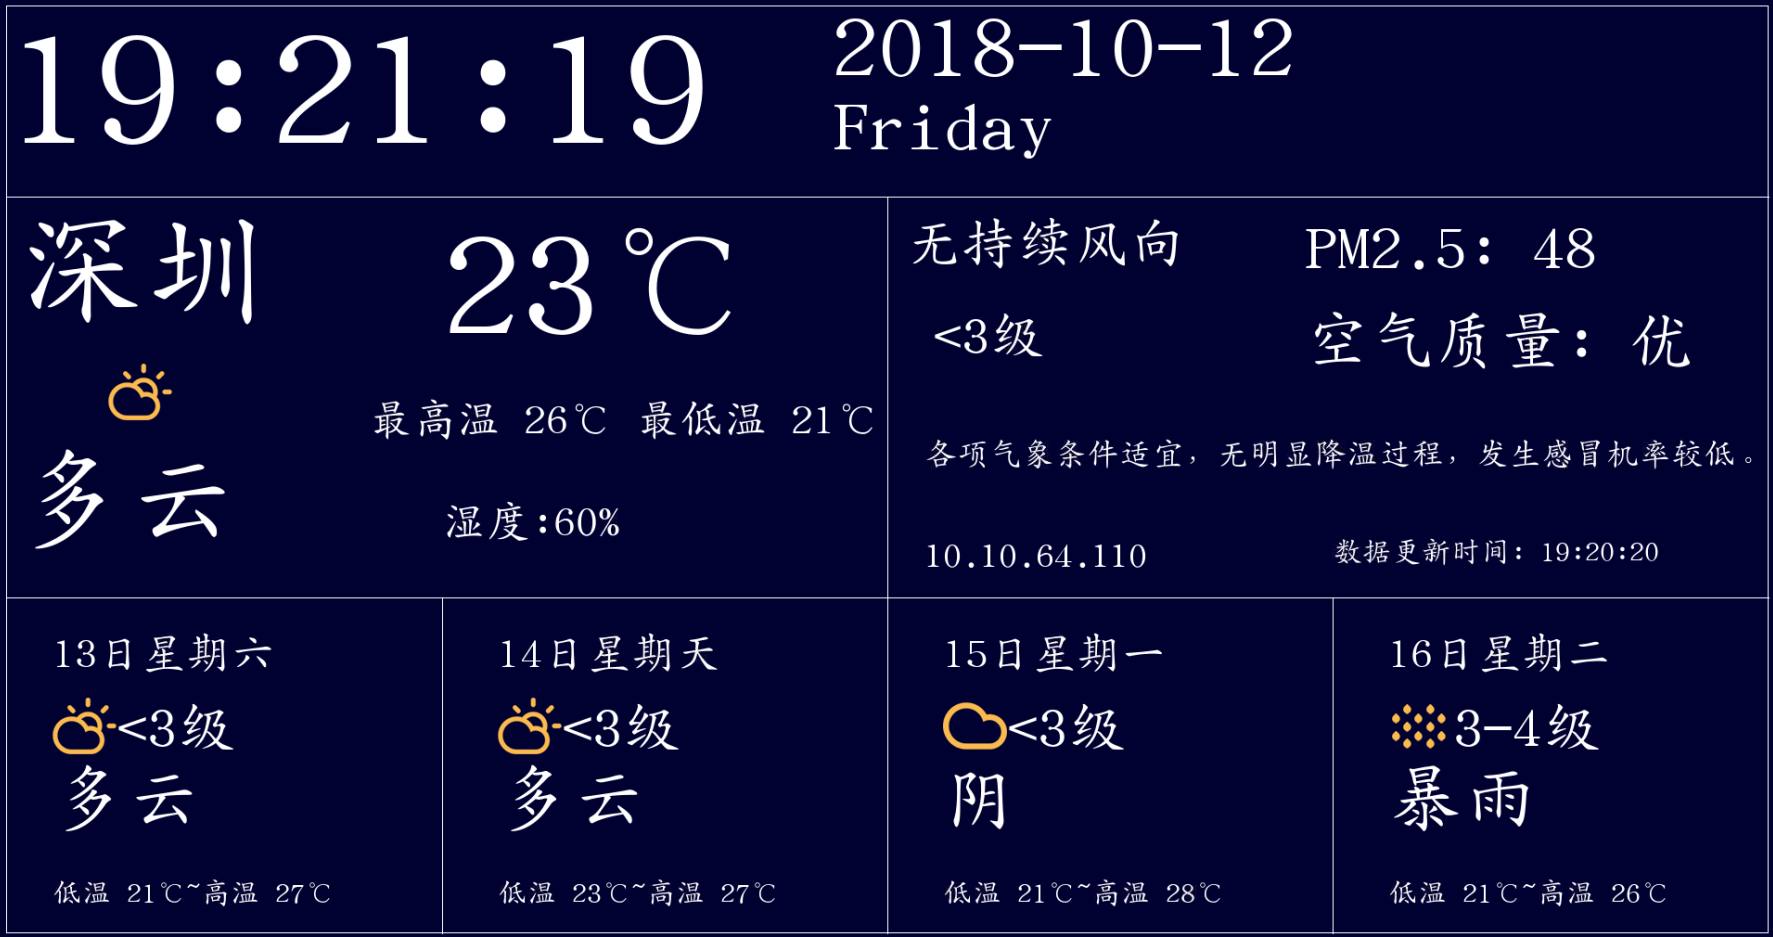 19:21:19
2018-10-12
Friday
深圳
23℃
多云
最高温 26℃ 最低温 21℃
湿度:60%
无持续风向
PM2.5: 48
<3级
空气质量: 优
各项气象条件适宜，无明显降温过程，发生感冒机率较低。
10.10.64.110
数据更新时间: 19:20:20
13日星期六
<3级
多云
低温 21℃~高温 27℃
14日星期天
<3级
多云
低温 23℃~高温 27℃
15日星期一
<3级
阴
低温 21℃~高温 28℃
16日星期二
3-4级
暴雨
低温 21℃~高温 26℃